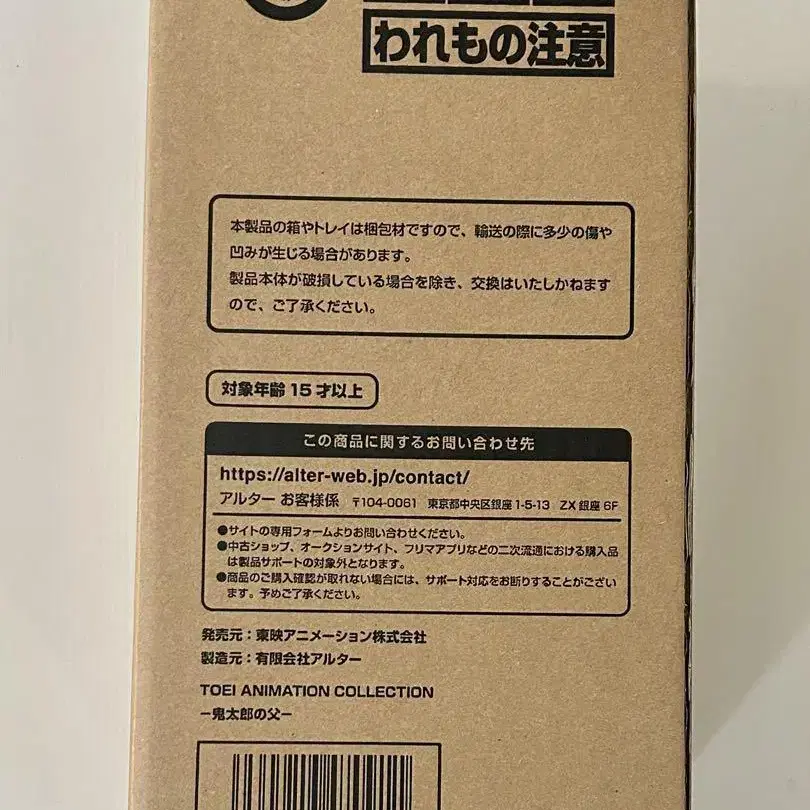 われもの注意
本製品の箱やトレイは梱包材ですので、輸送の際に多少の傷や
凹みが生じる場合があります。
製品本体が破損している場合を除き、交換はいたしかねます
ので、ご了承ください。
対象年齢 15 才以上
この商品に関するお問い合わせ先
https://alter-web.jp/contact/
アルター お客様係 〒104-0061 東京都中央区銀座 1-5-13 ZX 銀座 6F
●サイトの専用フォームよりお問い合わせください。
●中古ショップ、オークションサイト、フリマアプリなどの二次流通における購入品
は製品サポートの対象外となります。
●商品のご購入確認が取れない場合には、サポート対応をお断りすることがござい
ます。予めご了承ください。
発売元：東映アニメーション株式会社
製造元：有限会社アルター
TOEI ANIMATION COLLECTION
−鬼太郎の父−